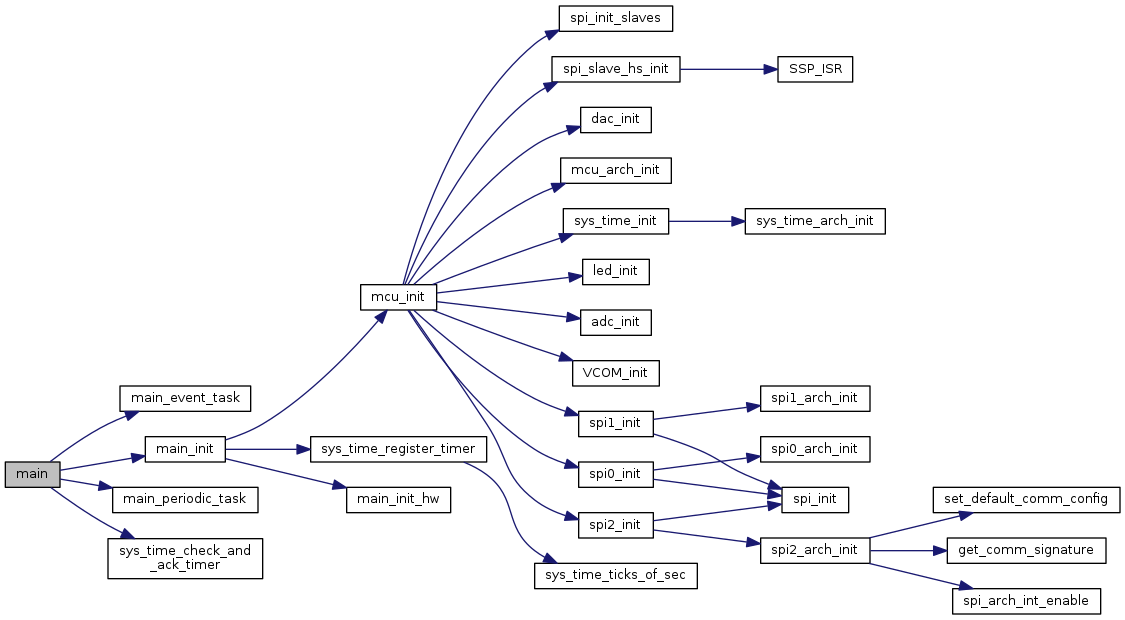 spi_init_slaves
spi_slave_hs_init
SSP_ISR
dac_init
mcu_arch_init
sys_time_init
sys_time_arch_init
led_init
mcu_init
adc_init
VCOM_init
main_event_task
spi1_arch_init
spi1_init
main_init
sys_time_register_timer
spi0_arch_init
main
spi0_init
main_periodic_task
main_init_hw
spi_init
set_default_comm_config
spi2_init
sys_time_check_and
_ack_timer
spi2_arch_init
get_comm_signature
sys_time_ticks_of_sec
spi_arch_int_enable